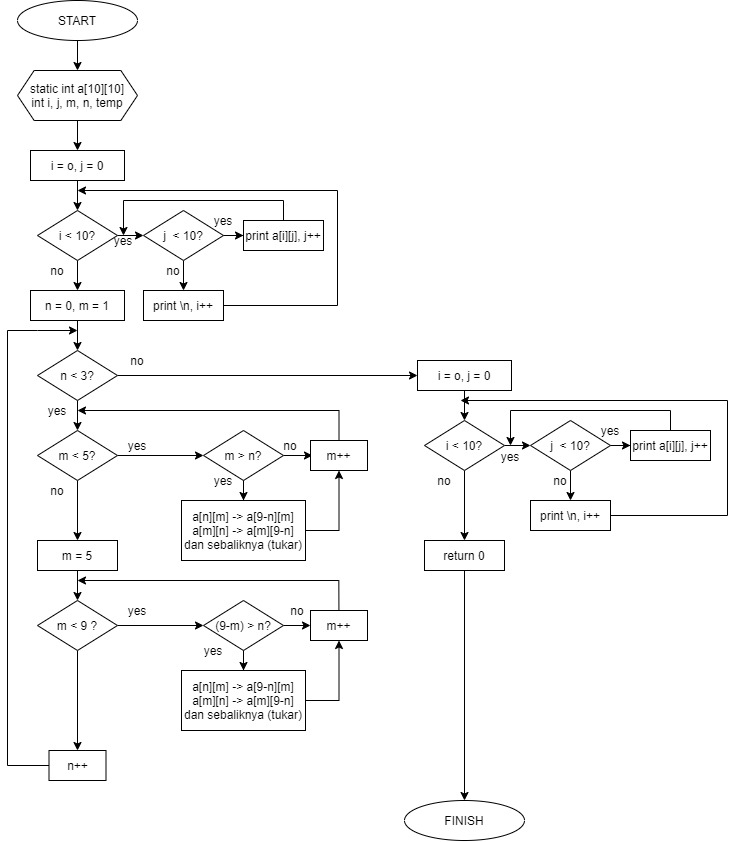 START
static int a[10][10]
int i, j, m, n, temp
i = o, j = 0
i < 10?
yes
j < 10?
yes
print a[i][j], j++
no
no
n = 0, m = 1
print \n, i++
n < 3?
no
i = o, j = 0
yes
m < 5?
yes
m > n?
no
m++
no
yes
a[n][m] -> a[9-n][m]
a[m][n] -> a[m][9-n]
dan sebaliknya (tukar)
i < 10?
yes
j < 10?
yes
print a[i][j], j++
no
no
print \n, i++
m = 5
return 0
m < 9 ?
yes
(9-m) > n?
no
m++
yes
a[n][m] -> a[9-n][m]
a[m][n] -> a[m][9-n]
dan sebaliknya (tukar)
n++
FINISH